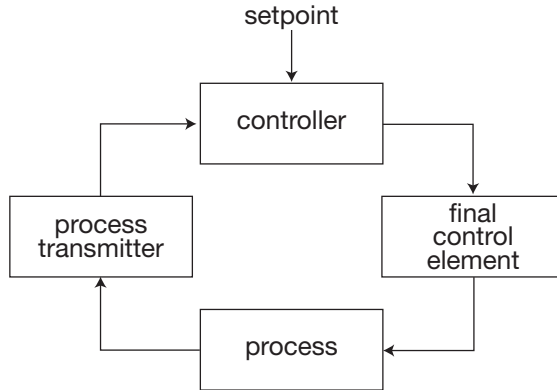 setpoint
controller
process
transmitter
final
control
element
process